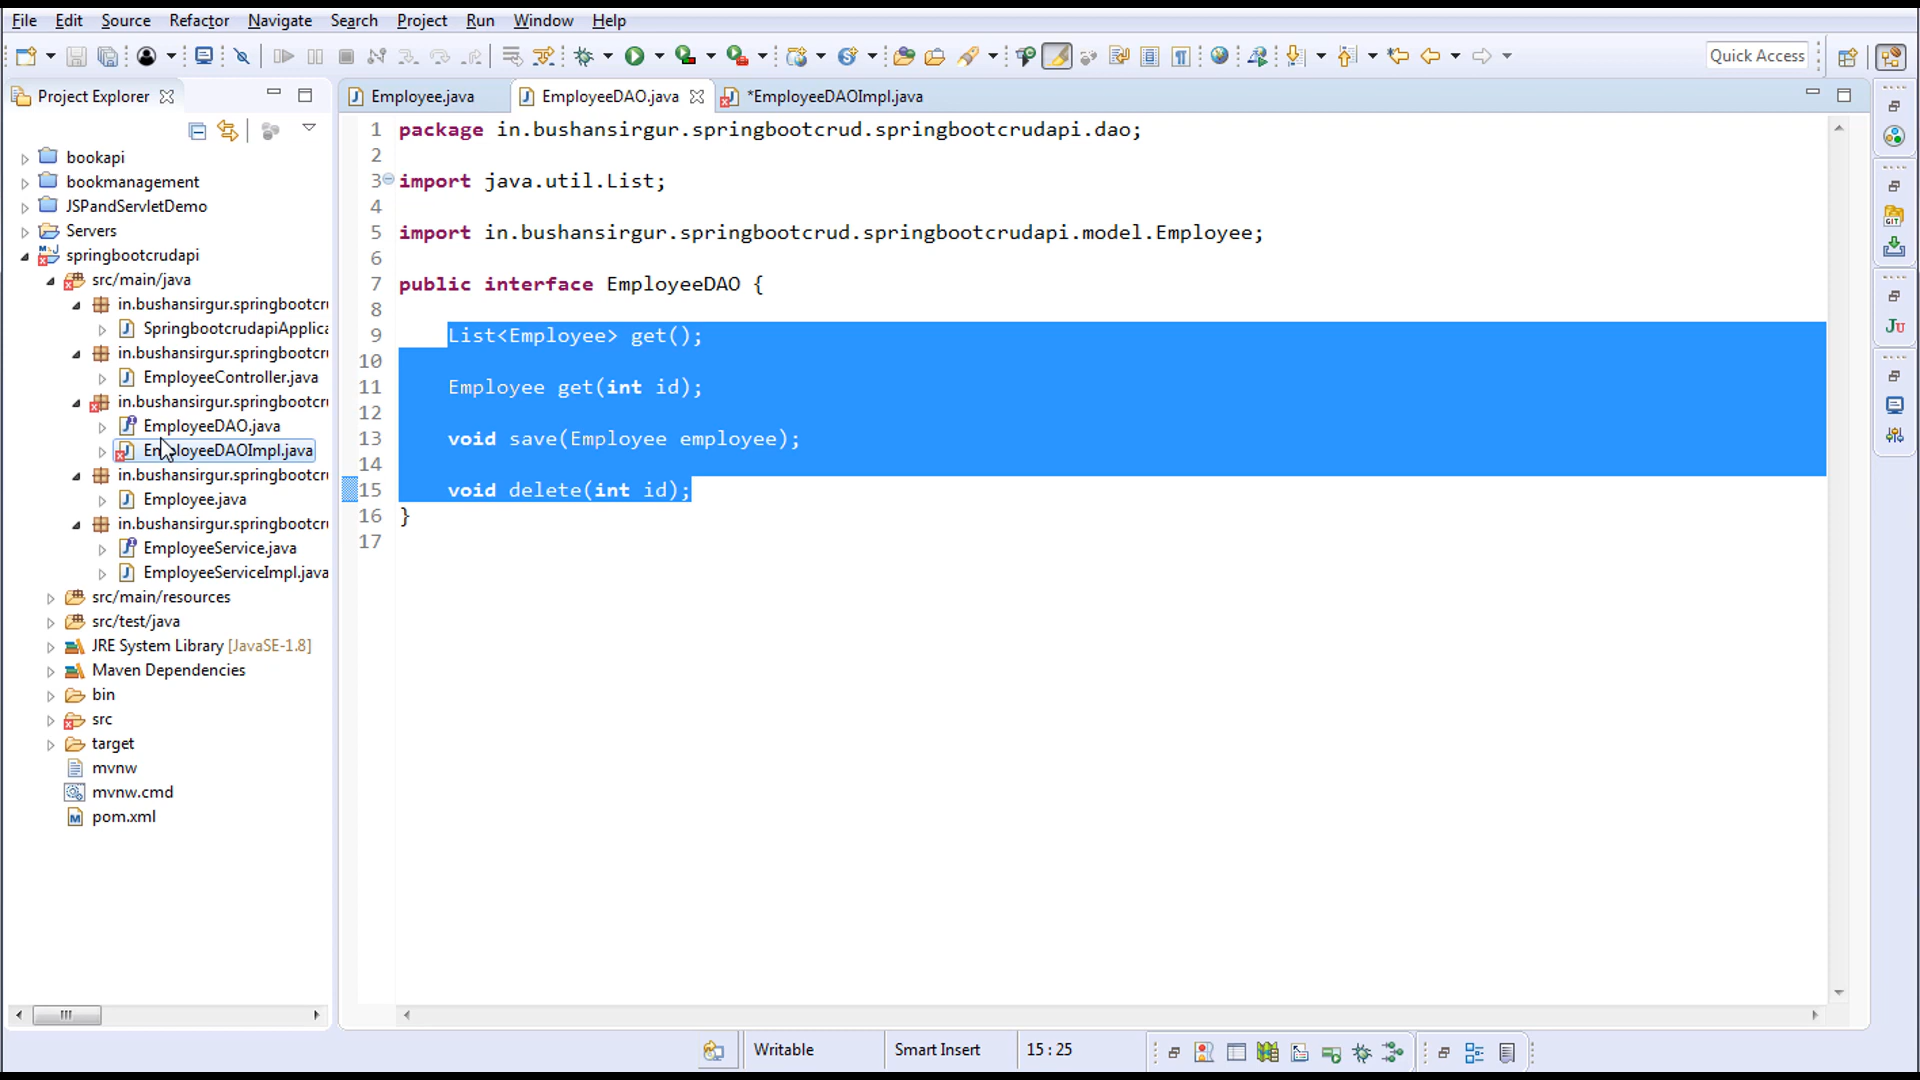 File Edit Source Refactor Navigate Search Project Run Window Help
Quick Access
Project Explorer
Employee.java
EmployeeDAO.java
*EmployeeDAOImpl.java
bookapi
bookmanagement
JSPandServletDemo
Servers
springbootcrudapi
src/main/java
in.bushansirgur.springbootcru
SpringbootcrudapiApplica
in.bushansirgur.springbootcru
EmployeeController.java
in.bushansirgur.springbootcru
EmployeeDAO.java
EmployeeDAOImpl.java
in.bushansirgur.springbootcru
Employee.java
in.bushansirgur.springbootcru
EmployeeService.java
EmployeeServiceImpl.java
src/main/resources
src/test/java
JRE System Library [JavaSE-1.8]
Maven Dependencies
bin
src
target
mvnw
mvnw.cmd
pom.xml
1 package in.bushansirgur.springbootcrud.springbootcrudapi.dao;
2
3 import java.util.List;
4
5 import in.bushansirgur.springbootcrud.springbootcrudapi.model.Employee;
6
7 public interface EmployeeDAO {
8
9 List<Employee> get();
10
11 Employee get(int id);
12
13 void save(Employee employee);
14
15 void delete(int id);
16 }
17
Writable
Smart Insert
15 : 25